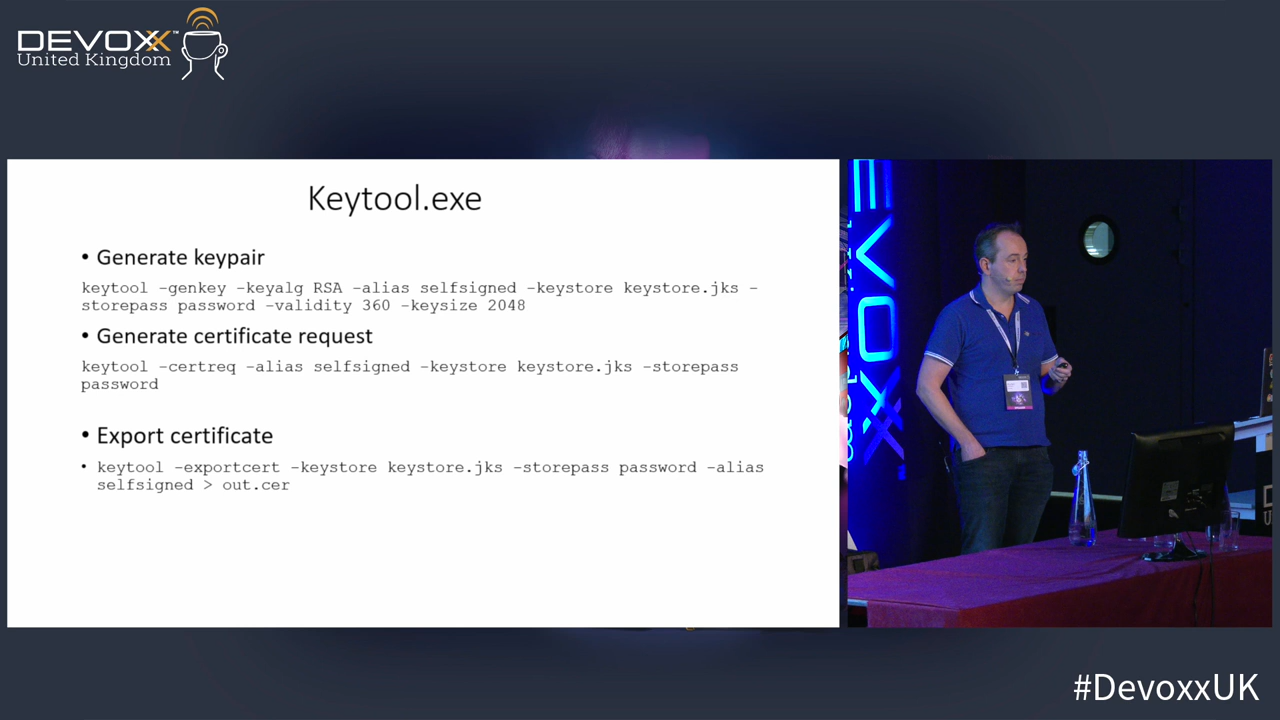 DEVOXX™
United Kingdom
Keytool.exe
• Generate keypair
keytool -genkey -keyalg RSA -alias selfsigned -keystore keystore.jks -
storepass password -validity 360 -keysize 2048
• Generate certificate request
keytool -certreq -alias selfsigned -keystore keystore.jks -storepass
password
• Export certificate
• keytool -exportcert -keystore keystore.jks -storepass password -alias
selfsigned > out.cer
EVOXX
#DevoxxUK